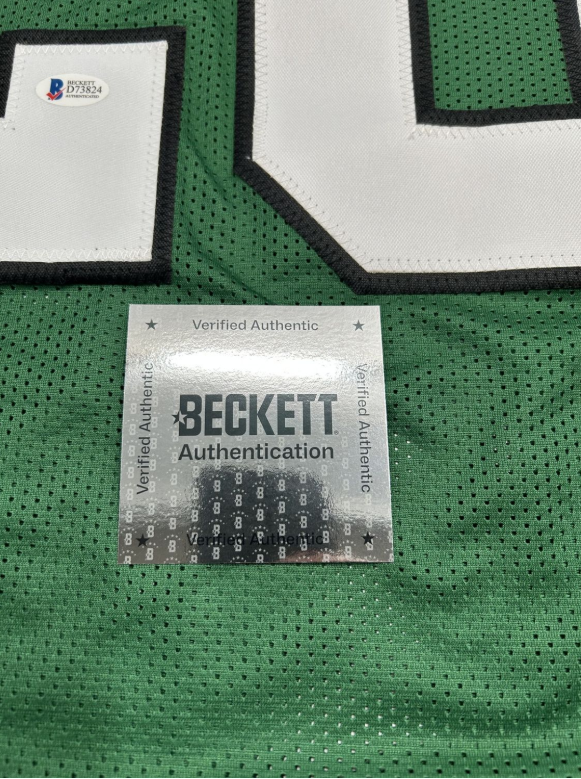 BECKETT
D73824
AUTHENTICATED
Verified Authentic
Verified Authentic
Verified Authentic
BECKETT
Authentication
Verified Authentic